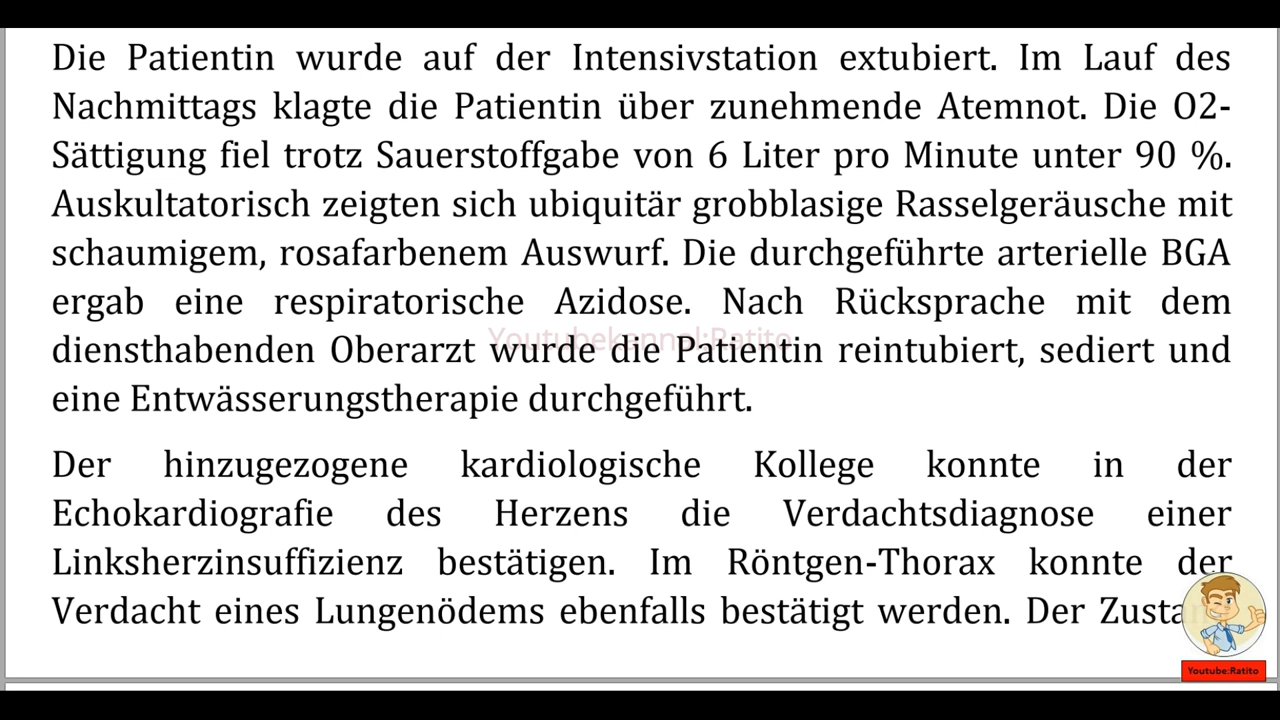 Die Patientin wurde auf der Intensivstation extubiert. Im Lauf des
Nachmittags klagte die Patientin über zunehmende Atemnot. Die O2-
Sättigung fiel trotz Sauerstoffgabe von 6 Liter pro Minute unter 90 %.
Auskultatorisch zeigten sich ubiquitär grobblasige Rasselgeräusche mit
schaumigem, rosafarbenem Auswurf. Die durchgeführte arterielle BGA
ergab eine respiratorische Azidose. Nach Rücksprache mit dem
Youtubekannal:Ratito
diensthabenden Oberarzt wurde die Patientin reintubiert, sediert und
eine Entwässerungstherapie durchgeführt.
Der hinzugezogene kardiologische Kollege konnte in der
Echokardiografie des Herzens die Verdachtsdiagnose einer
Linksherzinsuffizienz bestätigen. Im Röntgen-Thorax konnte der
Verdacht eines Lungenödems ebenfalls bestätigt werden. Der
Youtube:Ratito